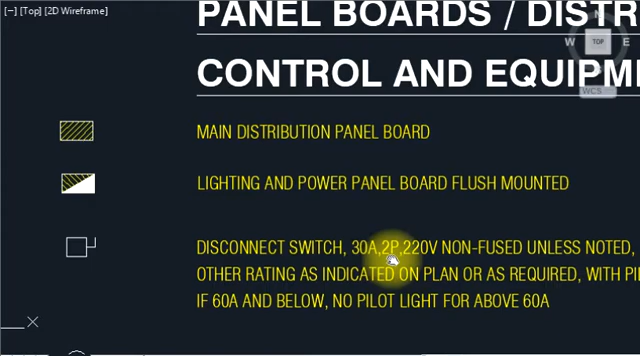 [−] [Top] [2D Wireframe]
PANEL BOARDS / DISTR
CONTROL AND EQUIPM
N
W TOP E
WCS
MAIN DISTRIBUTION PANEL BOARD
LIGHTING AND POWER PANEL BOARD FLUSH MOUNTED
DISCONNECT SWITCH, 30A,2P,220V NON-FUSED UNLESS NOTED,
OTHER RATING AS INDICATED ON PLAN OR AS REQUIRED, WITH PI
IF 60A AND BELOW, NO PILOT LIGHT FOR ABOVE 60A